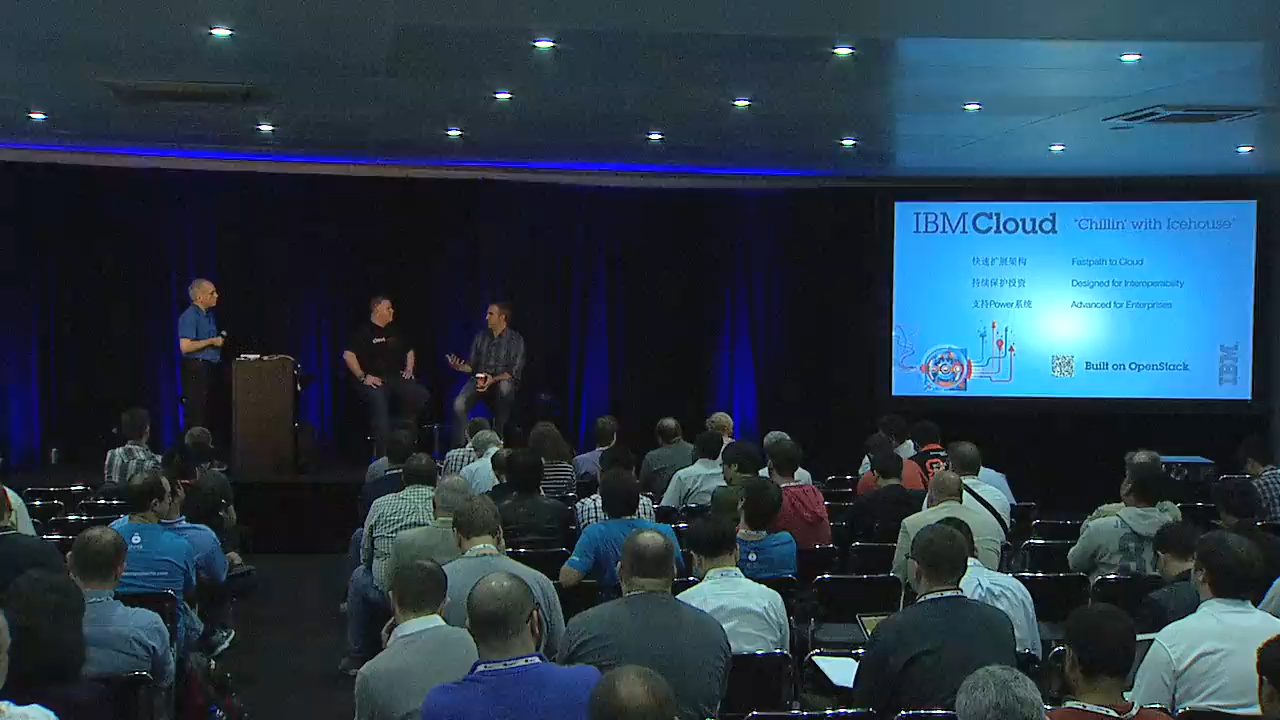 IBM Cloud "Chillin' with Icehouse"
快速扩展架构 Fastpath to Cloud
持续保护投资 Designed for Interoperability
支持Power系统 Advanced for Enterprises
Built on OpenStack
IBM